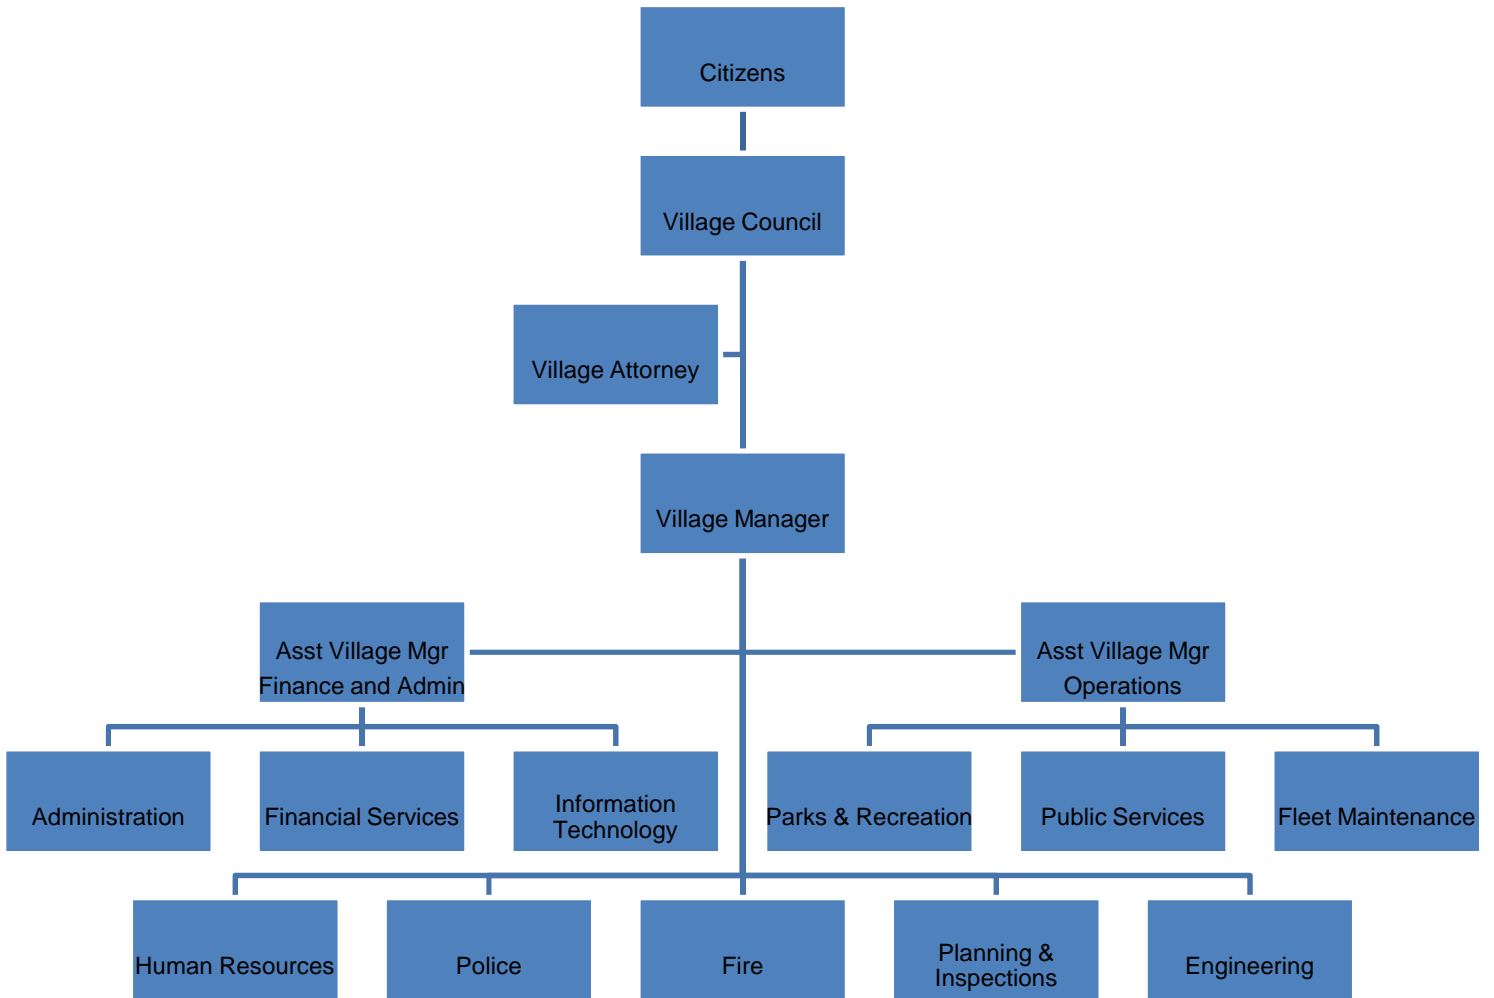 Citizens
Village Council
Village Attorney
Village Manager
Asst Village Mgr
Finance and Admin
Asst Village Mgr
Operations
Administration
Financial Services
Information
Technology
Parks & Recreation
Public Services
Fleet Maintenance
Human Resources
Police
Fire
Planning &
Inspections
Engineering